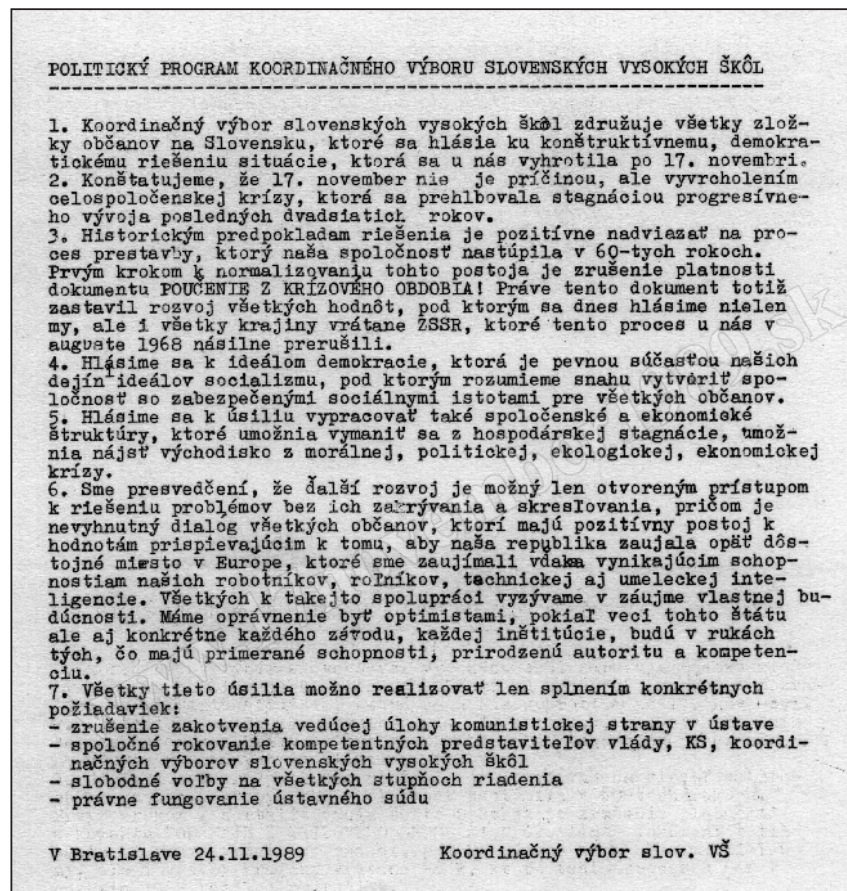 POLITICKÝ PROGRAM KOORDINAČNÉHO VÝBORU SLOVENSKÝCH VYSOKÝCH ŠKÔL
1. Koordinačný výbor slovenských vysokých škôl združuje všetky zlož-
ky občanov na Slovensku, ktoré sa hlásia ku konštruktívnemu, demokra-
tickému riešeniu situácie, ktorá sa u nás vyhrotila po 17. novembri.
2. Konštatujeme, že 17. november nie je príčinou, ale vyvrcholením
celospoločenskej krízy, ktorá sa prehlbovala stagnáciou progresívne-
ho vývoja posledných dvadsiatich rokov.
3. Historickým predpokladam riešenia je pozitívne nadviazať na pro-
ces prestavby, ktorý naša spoločnosť nastúpila v 60-tych rokoch.
Prvým krokom k normalizovaniu tohto postoja je zrušenie platnosti
dokumentu POUČENIE Z KRÍZOVÉHO OBDOBIA! Práve tento dokument totiž
zastavil rozvoj všetkých hodnôt, pod ktorým sa dnes hlásime nielen
my, ale i všetky krajiny vrátane ZSSR, ktoré tento proces u nás v
auguste 1968 násilne prerušili.
4. Hlásime sa k ideálom demokracie, ktorá je pevnou súčasťou našich
dejín ideálov socializmu, pod ktorým rozumieme snahu vytvoriť spo-
ločnosť so zabezpečenými sociálnymi istotami pre všetkých občanov.
5. Hlásime sa k úsiliu vypracovať také spoločenské a ekonomické
štruktúry, ktoré umožnia vymaniť sa z hospodárskej stagnácie, umož-
nia nájsť východisko z morálnej, politickej, ekologickej, ekonomickej
krízy.
6. Sme presvedčení, že ďalší rozvoj je možný len otvoreným prístupom
k riešeniu problémov bez ich zakrývania a skresľovania, pričom je
nevyhnutný dialog všetkých občanov, ktorí majú pozitívny postoj k
hodnotám prispievajúcim k tomu, aby naša republika zaujala opäť dôs-
tojné miesto v Europe, ktoré sme zaujímali vďaka vynikajúcim schop-
nostiam našich robotníkov, roľníkov, technickej aj umeleckej inte-
ligencie. Všetkých k takejto spolupráci vyzývame v záujme vlastnej bu-
dúcnosti. Máme oprávnenie byť optimistami, pokiaľ veci tohto štátu
ale aj konkrétne každého závodu, každej inštitúcie, budú v rukách
tých, čo majú primerané schopnosti, prirodzenú autoritu a kompeten-
ciu.
7. Všetky tieto úsilia možno realizovať len splnením konkrétnych
požiadaviek:
- zrušenie zakotvenia vedúcej úlohy komunistickej strany v ústave
- spoločné rokovanie kompetentných predstaviteľov vlády, KS, koordi-
načných výborov slovenských vysokých škôl
- slobodné voľby na všetkých stupňoch riadenia
- právne fungovanie ústavného súdu
V Bratislave 24.11.1989 Koordinačný výbor slov. VŠ